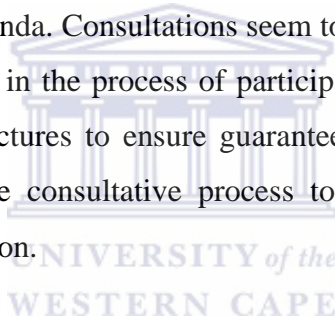 nda. Consultations seem to
in the process of particip
ctures to ensure guarantee
e consultative process to
on.
UNIVERSITY of the
WESTERN CAPE